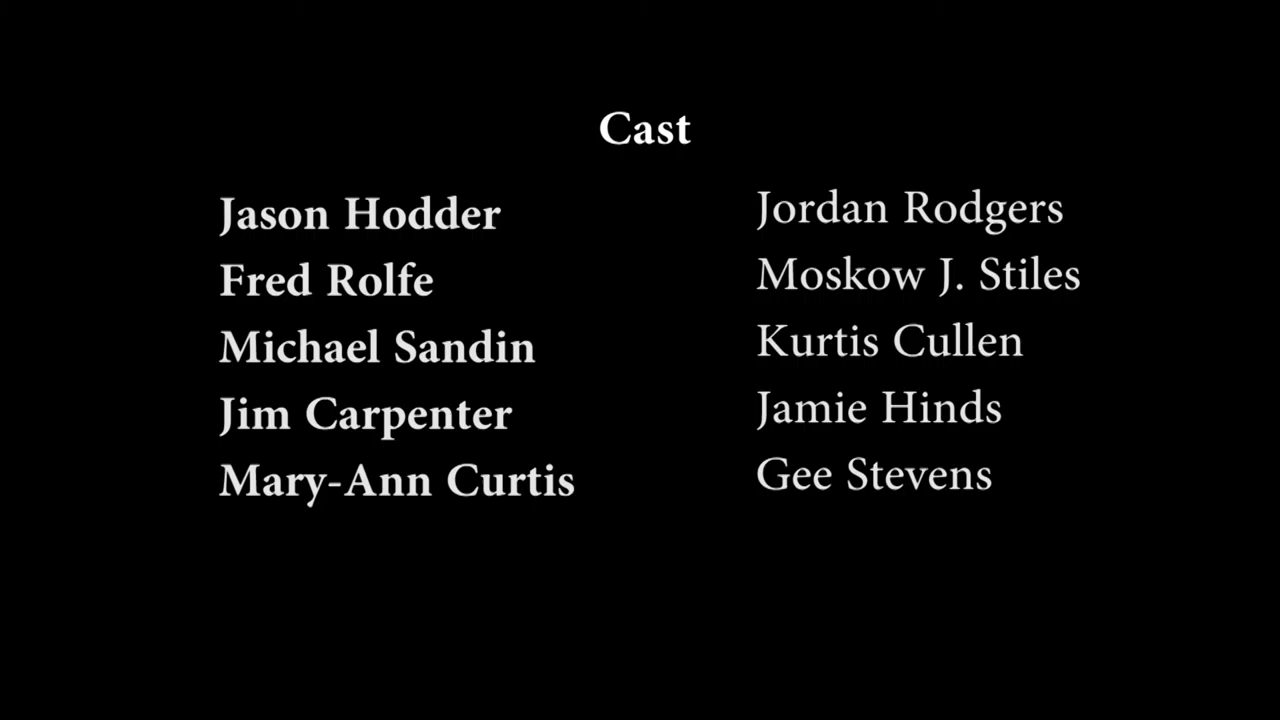 Cast
Jason Hodder
Jordan Rodgers
Fred Rolfe
Moskow J. Stiles
Michael Sandin
Kurtis Cullen
Jim Carpenter
Jamie Hinds
Mary-Ann Curtis
Gee Stevens